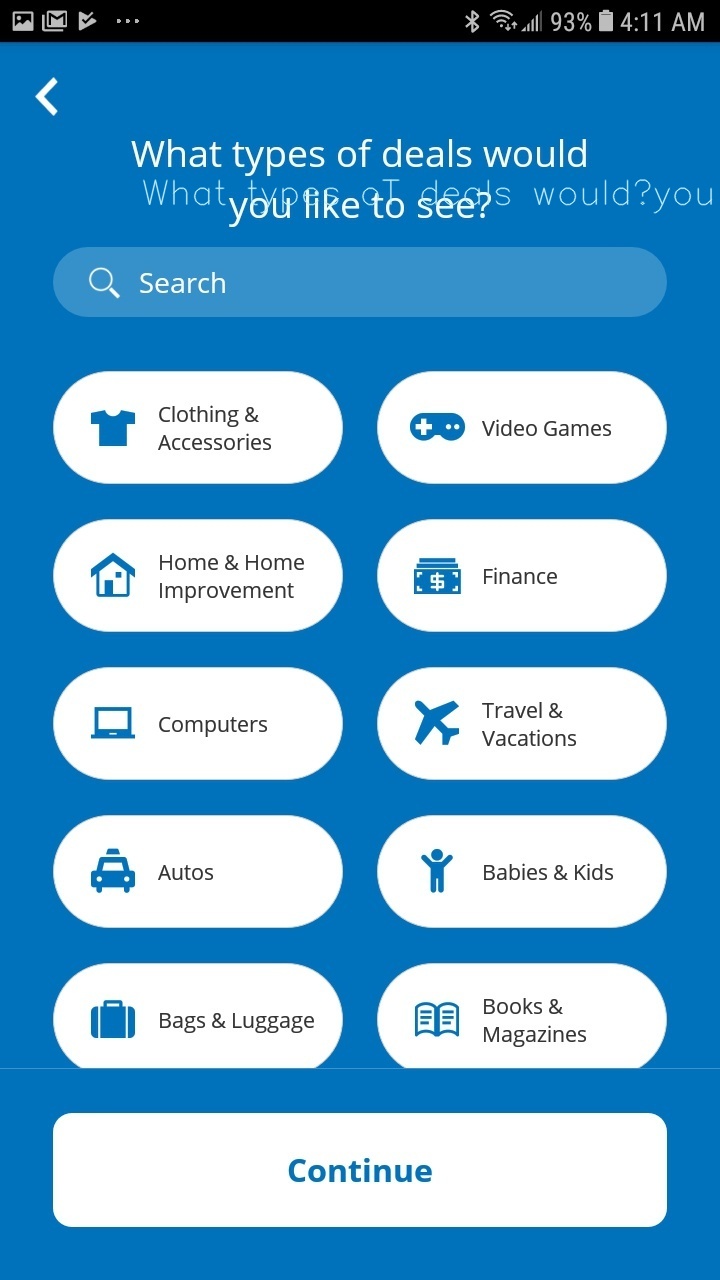 93% 4:11 AM
What types of deals would
you like to see?
What types oT deals would?you
Search
Clothing &
Accessories
Video Games
Home & Home
Improvement
Finance
Computers
Travel &
Vacations
Autos
Babies & Kids
Bags & Luggage
Books &
Magazines
Continue